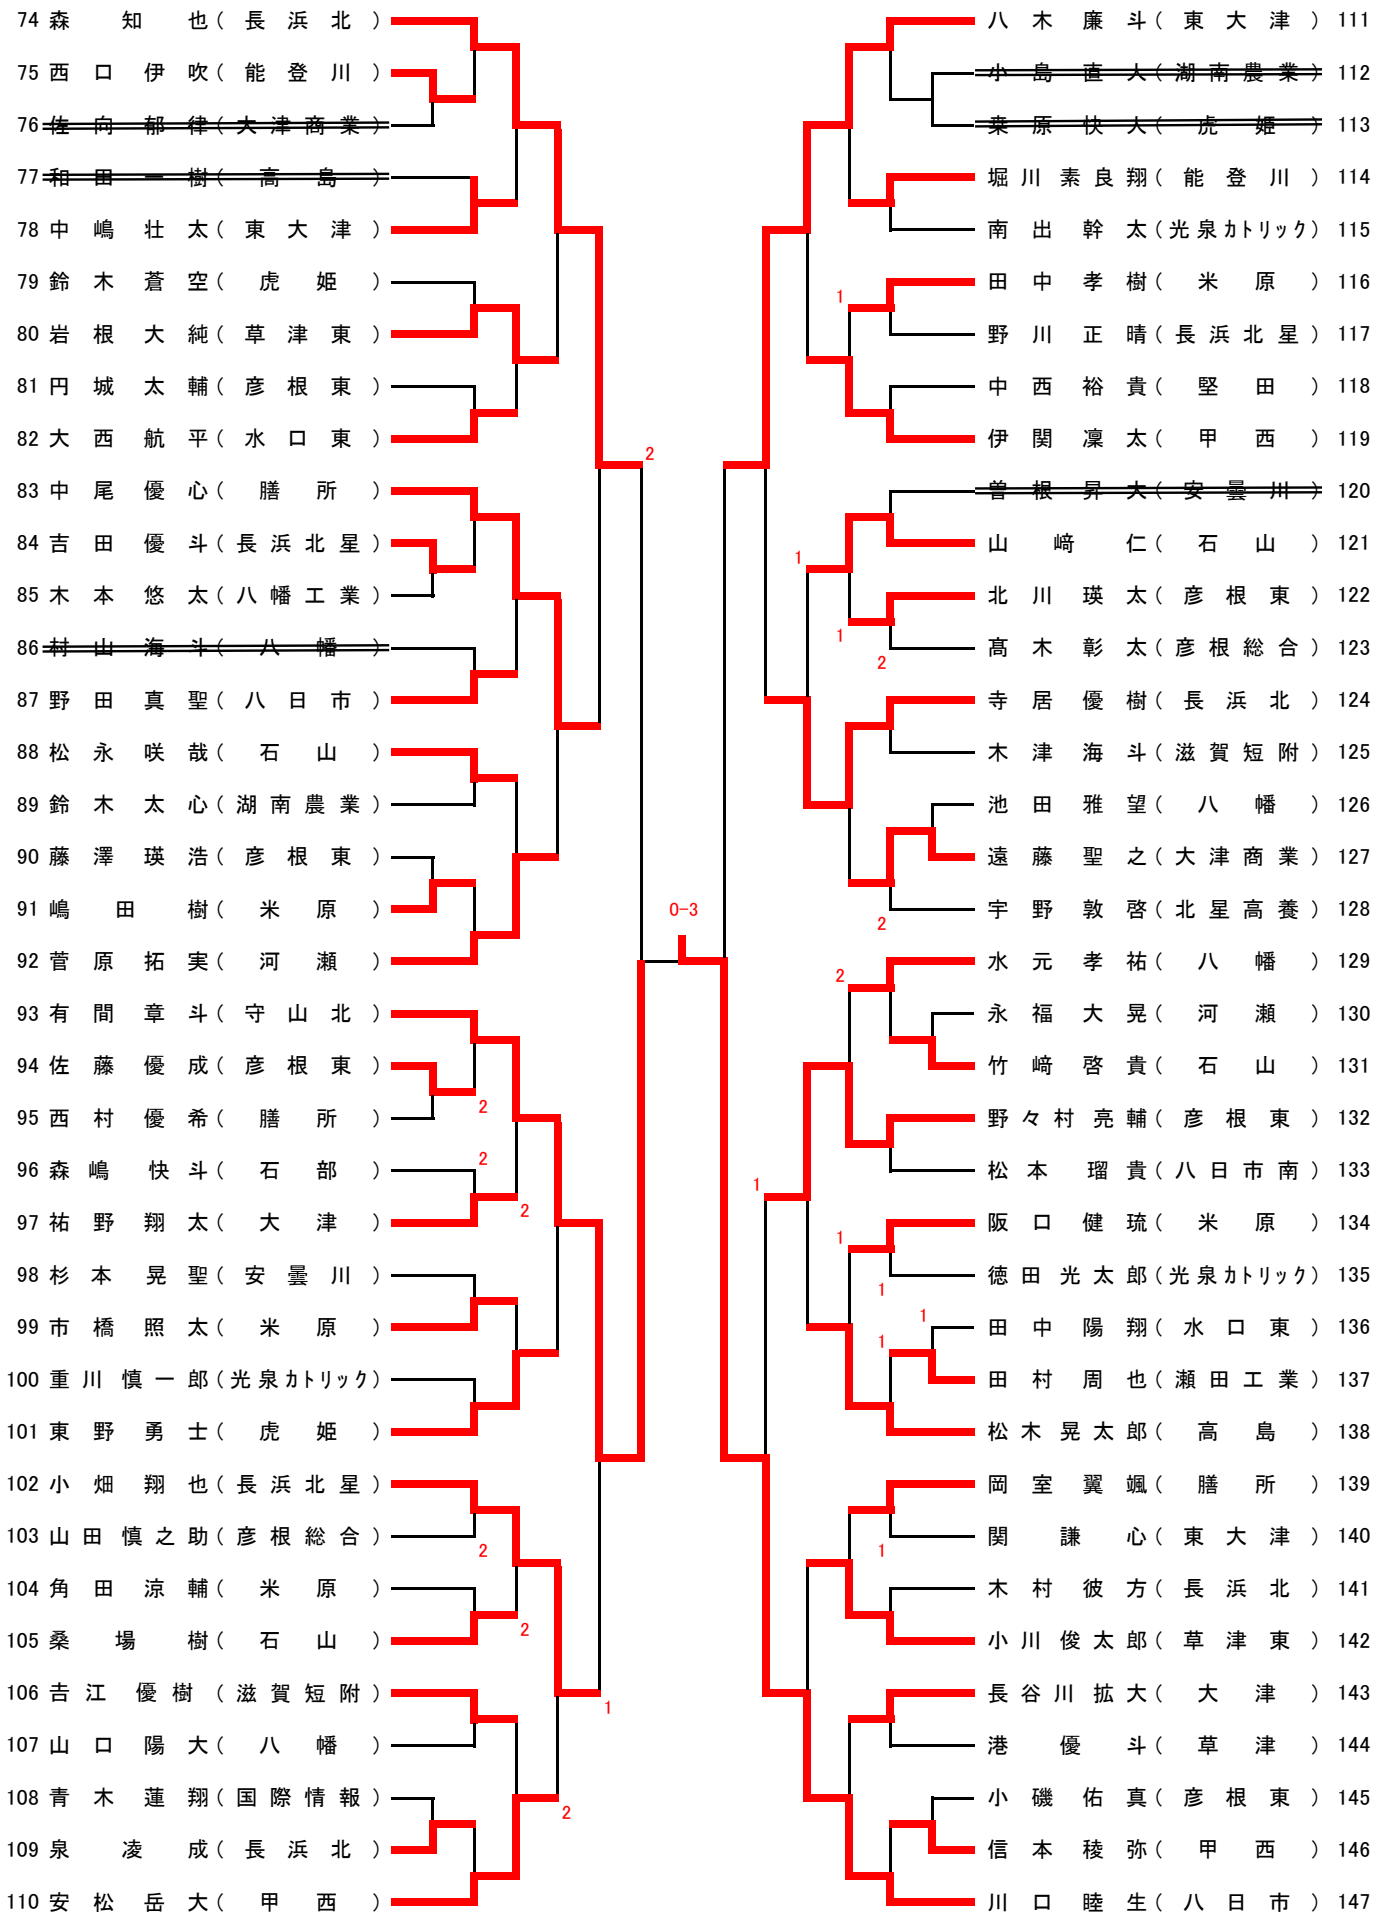 74 森知也(長浜北)
75 西口伊吹(能登川)
76 佐向郁律(大津商業)
77 和田一樹(高島)
78 中嶋壮太(東大津)
79 鈴木蒼空(虎姫)
80 岩根大純(草津東)
81 円城太輔(彦根東)
82 大西航平(水口東)
2
83 中尾優心(膳所)
84 吉田優斗(長浜北星)
85 木本悠太(八幡工業)
86 村山海斗(八幡)
87 野田真聖(八日市)
88 松永咲哉(石山)
89 鈴木太心(湖南農業)
90 藤澤瑛浩(彦根東)
91 嶋田樹(米原)
92 菅原拓実(河瀬)
93 有間章斗(守山北)
94 佐藤優成(彦根東)
2
95 西村優希(膳所)
2
96 森嶋快斗(石部)
2
97 祐野翔太(大津)
98 杉本晃聖(安曇川)
99 市橋照太(米原)
100 重川慎一郎(光泉カトリック)
101 東野勇士(虎姫)
102 小畑翔也(長浜北星)
103 山田慎之助(彦根総合)
2
104 角田涼輔(米原)
2
105 桑場樹(石山)
106 吉江優樹(滋賀短附)
1
107 山口陽大(八幡)
108 青木蓮翔(国際情報)
2
109 泉凌成(長浜北)
110 安松岳大(甲西)
0-3
八木廉斗(東大津) 111
小島直人(湖南農業) 112
桒原快人(虎姫) 113
堀川素良翔(能登川) 114
南出幹太(光泉カトリック) 115
田中孝樹(米原) 116
1
野川正晴(長浜北星) 117
中西裕貴(堅田) 118
伊関凜太(甲西) 119
曽根昇大(安曇川) 120
山﨑仁(石山) 121
1
北川瑛太(彦根東) 122
1
髙木彰太(彦根総合) 123
2
寺居優樹(長浜北) 124
木津海斗(滋賀短附) 125
池田雅望(八幡) 126
遠藤聖之(大津商業) 127
宇野敦啓(北星高養) 128
2
水元孝祐(八幡) 129
2
永福大晃(河瀬) 130
竹﨑啓貴(石山) 131
野々村亮輔(彦根東) 132
松本瑠貴(八日市南) 133
1
阪口健琉(米原) 134
1
徳田光太郎(光泉カトリック) 135
1
田中陽翔(水口東) 136
1
1
田村周也(瀬田工業) 137
松木晃太郎(高島) 138
岡室翼颯(膳所) 139
関謙心(東大津) 140
1
木村彼方(長浜北) 141
小川俊太郎(草津東) 142
長谷川拡大(大津) 143
港優斗(草津) 144
小磯佑真(彦根東) 145
信本稜弥(甲西) 146
川口睦生(八日市) 147